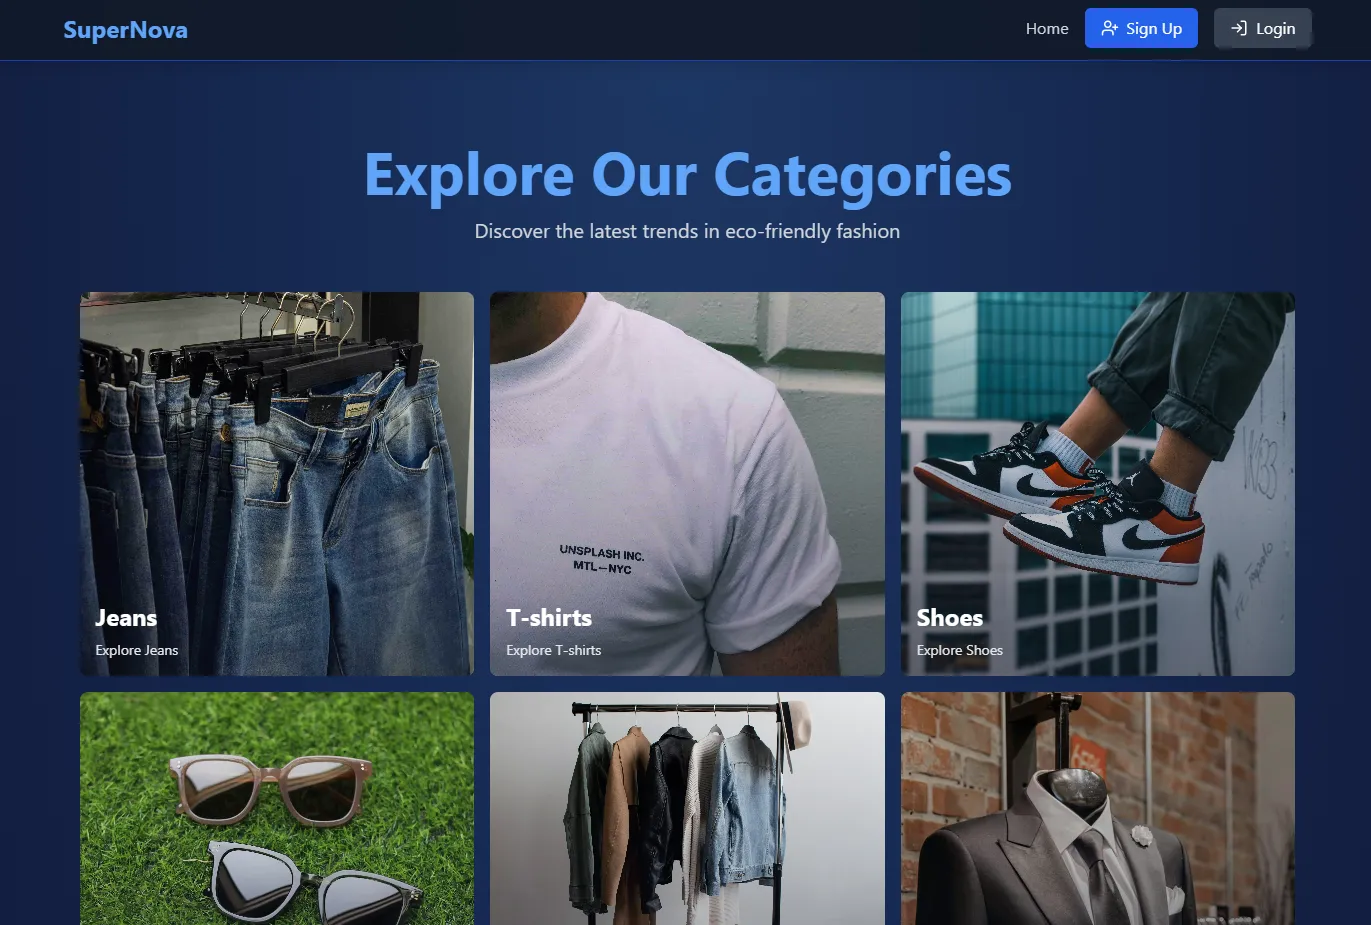 SuperNova
Home
Sign Up
Login
Explore Our Categories
Discover the latest trends in eco-friendly fashion
UNSPLASH INC.
MTL—NYC
Jeans
Explore Jeans
T-shirts
Explore T-shirts
Shoes
Explore Shoes